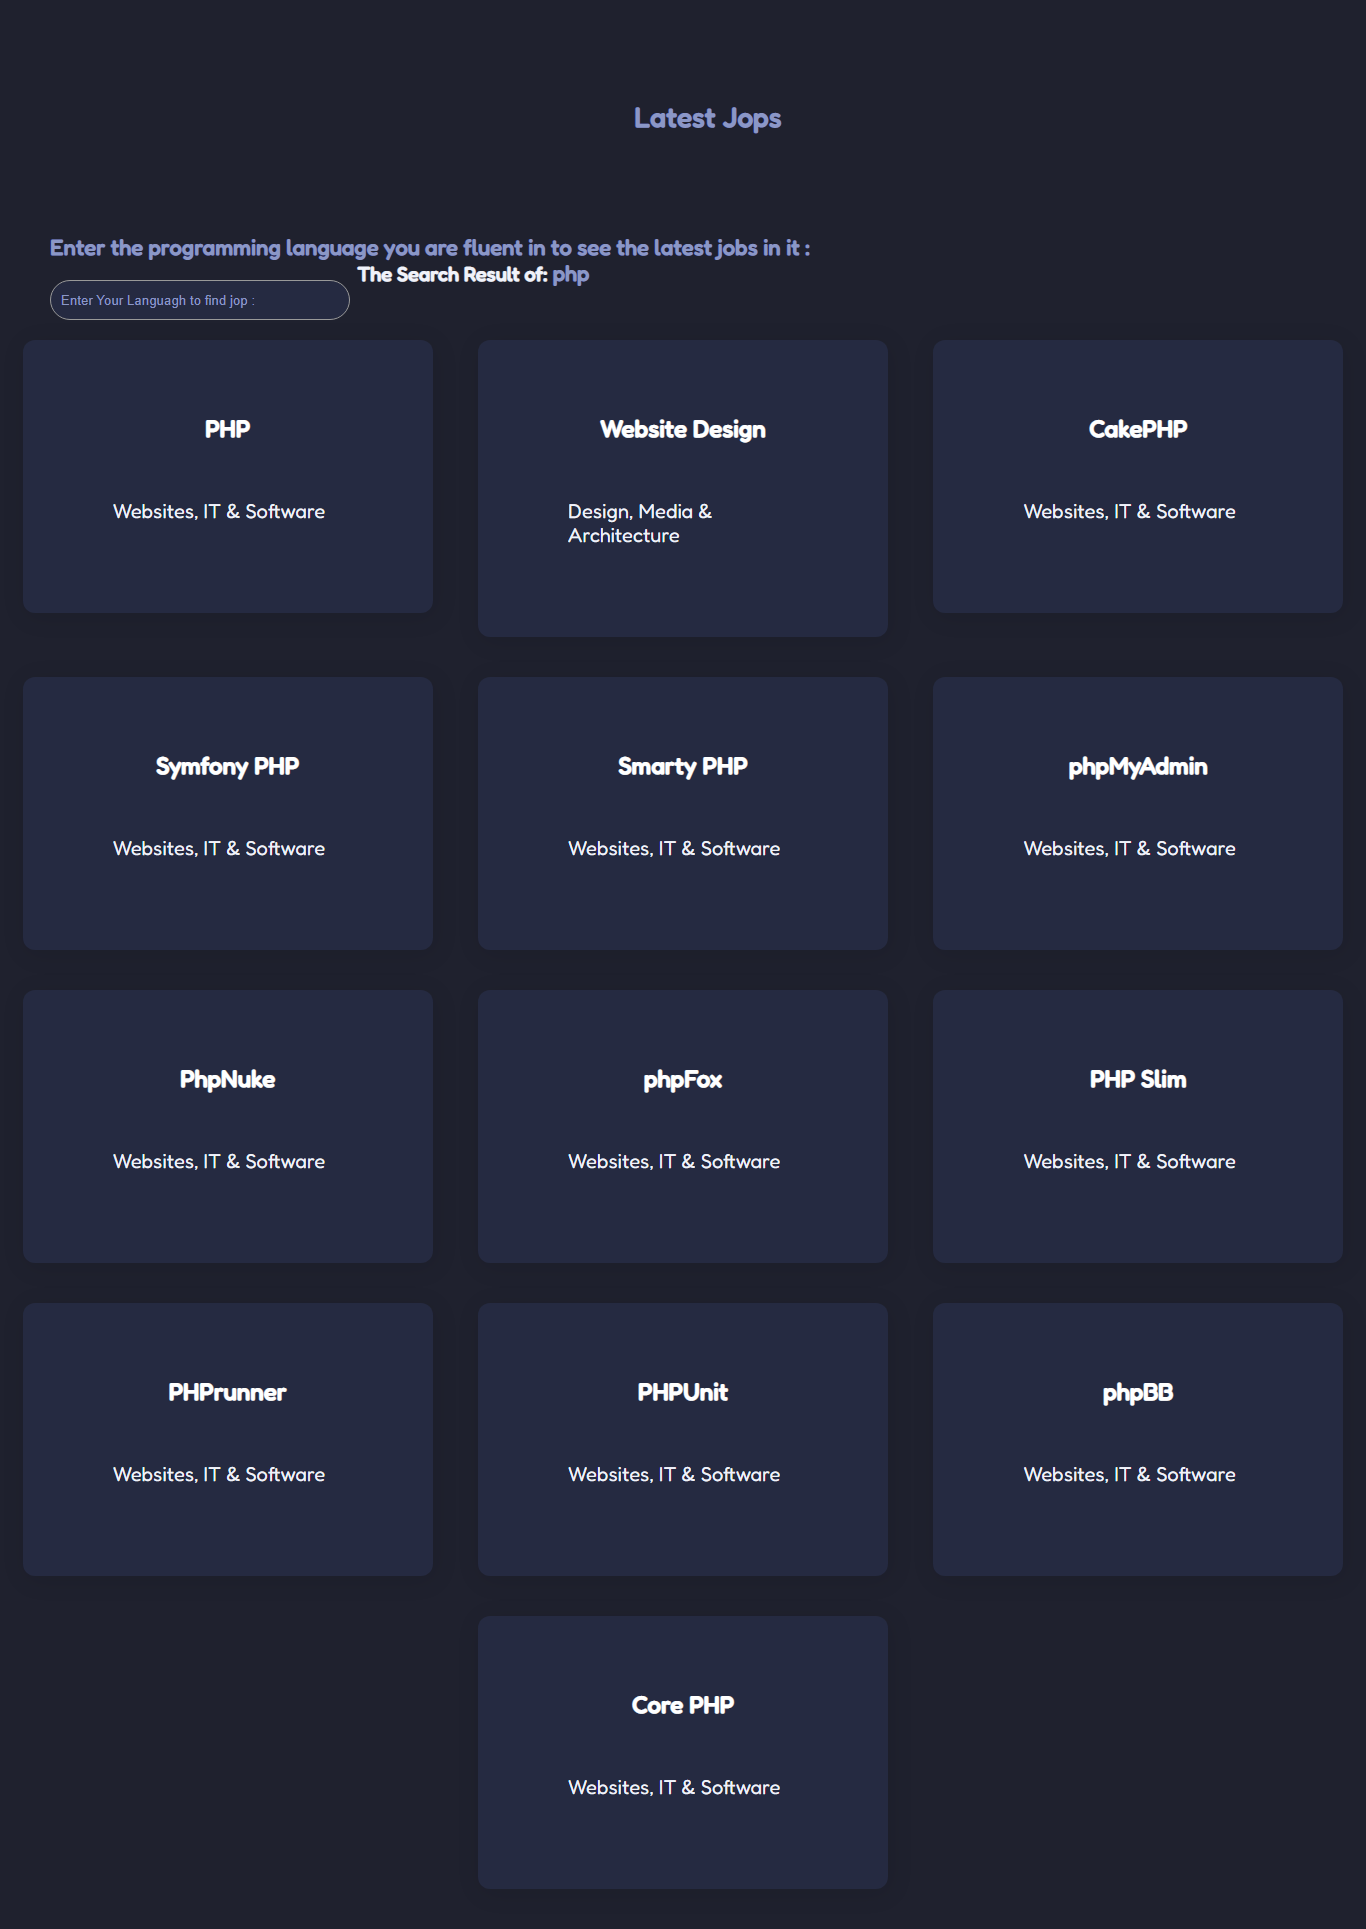 Latest Jops
Enter the programming language you are fluent in to see the latest jobs in it :
The Search Result of: php
Enter Your Languagh to find jop :
PHP
Websites, IT & Software
Website Design
Design, Media &
Architecture
CakePHP
Websites, IT & Software
Symfony PHP
Websites, IT & Software
Smarty PHP
Websites, IT & Software
phpMyAdmin
Websites, IT & Software
PhpNuke
Websites, IT & Software
phpFox
Websites, IT & Software
PHP Slim
Websites, IT & Software
PHPrunner
Websites, IT & Software
PHPUnit
Websites, IT & Software
phpBB
Websites, IT & Software
Core PHP
Websites, IT & Software